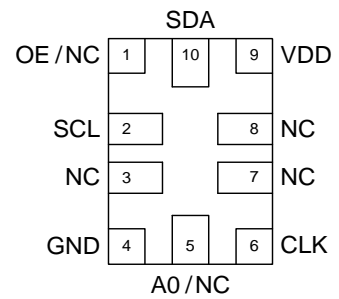 SDA
OE/NC 1 10 9 VDD
SCL 2 8 NC
NC 3 7 NC
GND 4 5 6 CLK
A0/NC